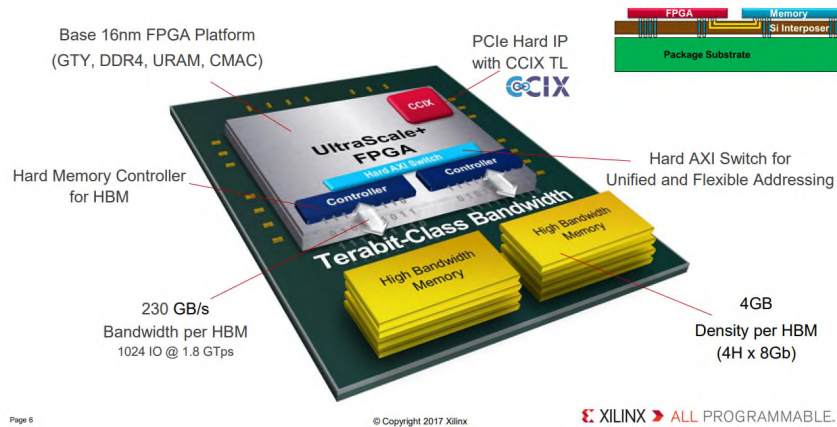 FPGA
Memory
Si Interposer
Package Substrate
Base 16nm FPGA Platform
(GTY, DDR4, URAM, CMAC)
PCIe Hard IP
with CCIX TL
CCIX
CCIX
UltraScale+
FPGA
Hard AXI Switch
Controller
Controller
Hard Memory Controller
for HBM
Hard AXI Switch for
Unified and Flexible Addressing
Terabit-Class Bandwidth
High Bandwidth
Memory
High Bandwidth
Memory
230 GB/s
Bandwidth per HBM
1024 IO @ 1.8 GTps
4GB
Density per HBM
(4H x 8Gb)
Page 6
© Copyright 2017 Xilinx
XILINX ALL PROGRAMMABLE.